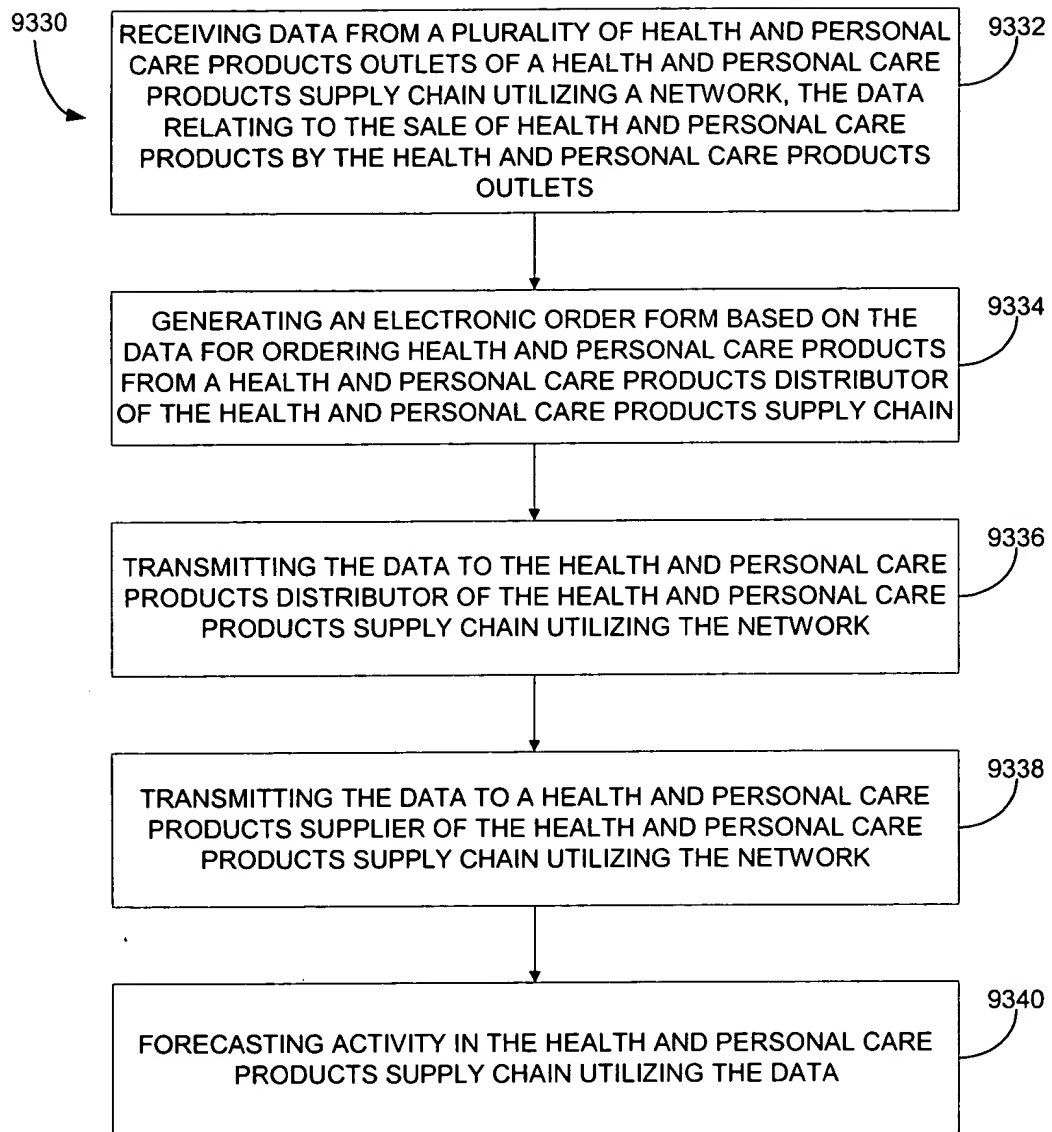 9330
RECEIVING DATA FROM A PLURALITY OF HEALTH AND PERSONAL
CARE PRODUCTS OUTLETS OF A HEALTH AND PERSONAL CARE
PRODUCTS SUPPLY CHAIN UTILIZING A NETWORK, THE DATA
RELATING TO THE SALE OF HEALTH AND PERSONAL CARE
PRODUCTS BY THE HEALTH AND PERSONAL CARE PRODUCTS
OUTLETS
9332
GENERATING AN ELECTRONIC ORDER FORM BASED ON THE
DATA FOR ORDERING HEALTH AND PERSONAL CARE PRODUCTS
FROM A HEALTH AND PERSONAL CARE PRODUCTS DISTRIBUTOR
OF THE HEALTH AND PERSONAL CARE PRODUCTS SUPPLY CHAIN
9334
TRANSMITTING THE DATA TO THE HEALTH AND PERSONAL CARE
PRODUCTS DISTRIBUTOR OF THE HEALTH AND PERSONAL CARE
PRODUCTS SUPPLY CHAIN UTILIZING THE NETWORK
9336
TRANSMITTING THE DATA TO A HEALTH AND PERSONAL CARE
PRODUCTS SUPPLIER OF THE HEALTH AND PERSONAL CARE
PRODUCTS SUPPLY CHAIN UTILIZING THE NETWORK
9338
FORECASTING ACTIVITY IN THE HEALTH AND PERSONAL CARE
PRODUCTS SUPPLY CHAIN UTILIZING THE DATA
9340